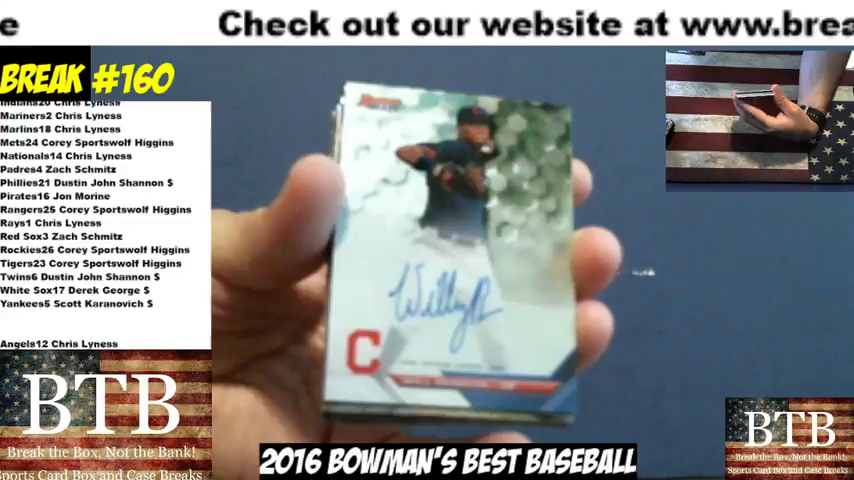 e Check out our website at www.brea
BREAK #160
Indians20 Chris Lyness
Mariners2 Chris Lyness
Marlins18 Chris Lyness
Mets24 Corey Sportswolf Higgins
Nationals14 Chris Lyness
Padres4 Zach Schmitz
Phillies21 Dustin John Shannon $
Pirates16 Jon Morine
Rangers25 Corey Sportswolf Higgins
Rays1 Chris Lyness
Red Sox3 Zach Schmitz
Rockies26 Corey Sportswolf Higgins
Tigers23 Corey Sportswolf Higgins
Twins6 Dustin John Shannon $
White Sox17 Derek George $
Yankees5 Scott Karanovich $
Angels12 Chris Lyness
BTB
Break the Box, Not the Bank!
Sports Card Box and Case Breaks
Willy
C
2016 BOWMAN'S BEST BASEBALL
BTB
Break the Box, Not the Bank!
Sports Card Box and Case Breaks